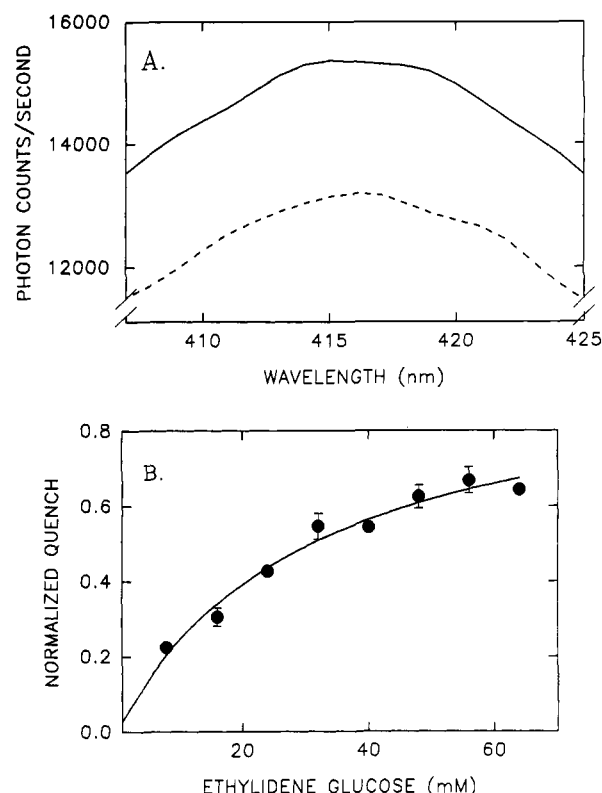 A.
PHOTON COUNTS/SECOND
16000
14000
12000
410
415
420
425
WAVELENGTH (nm)
B.
NORMALIZED QUENCH
0.8
0.6
0.4
0.2
0.0
20
40
60
ETHYLIDENE GLUCOSE (mM)